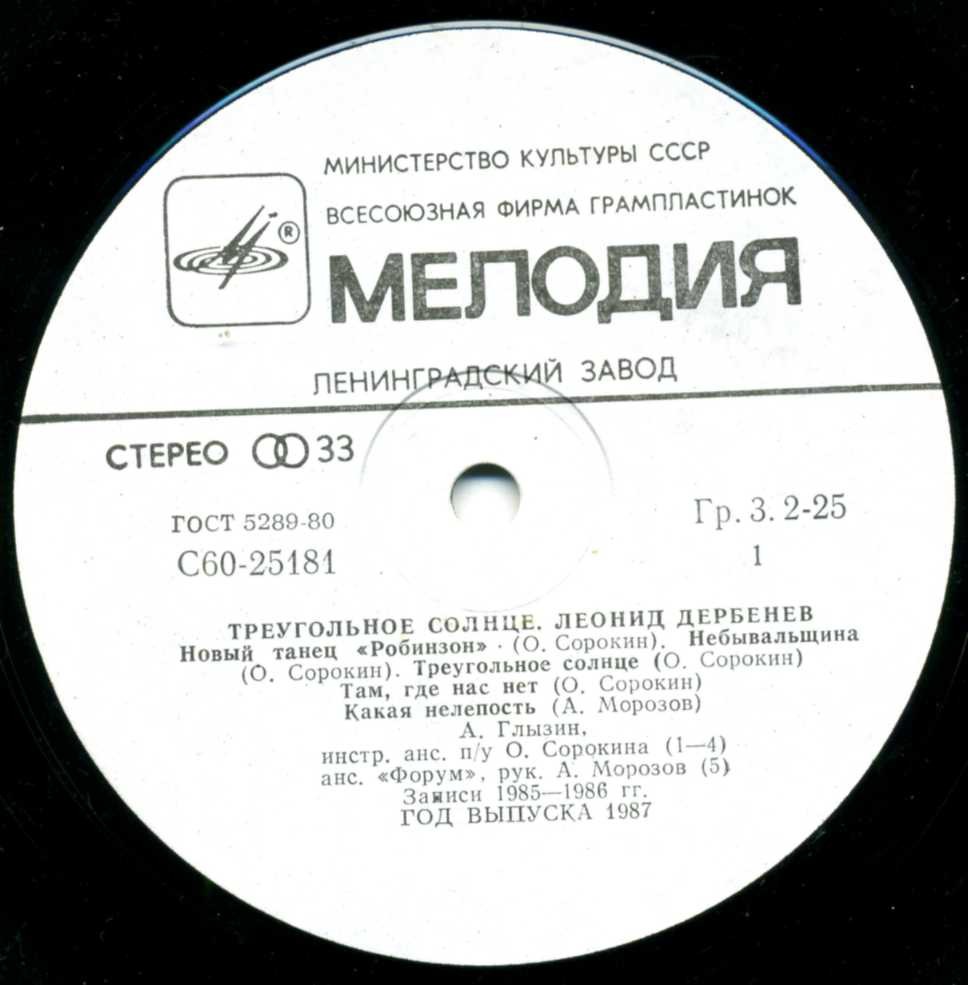 МИНИСТЕРСТВО КУЛЬТУРЫ СССР
ВСЕСОЮЗНАЯ ФИРМА ГРАМПЛАСТИНОК
®
МЕЛОДИЯ
ЛЕНИНГРАДСКИЙ ЗАВОД
СТЕРЕО 33
ГОСТ 5289-80
Гр. 3. 2-25
С60-25181
1
ТРЕУГОЛЬНОЕ СОЛНЦЕ. ЛЕОНИД ДЕРБЕНЕВ
Новый танец «Робинзон» · (О. Сорокин). Небывальщина
(О. Сорокин). Треугольное солнце (О. Сорокин)
Там, где нас нет (О. Сорокин)
Какая нелепость (А. Морозов)
А. Глызин,
инстр. анс. п/у О. Сорокина (1—4)
анс. «Форум», рук. А. Морозов (5)
Записи 1985—1986 гг.
ГОД ВЫПУСКА 1987